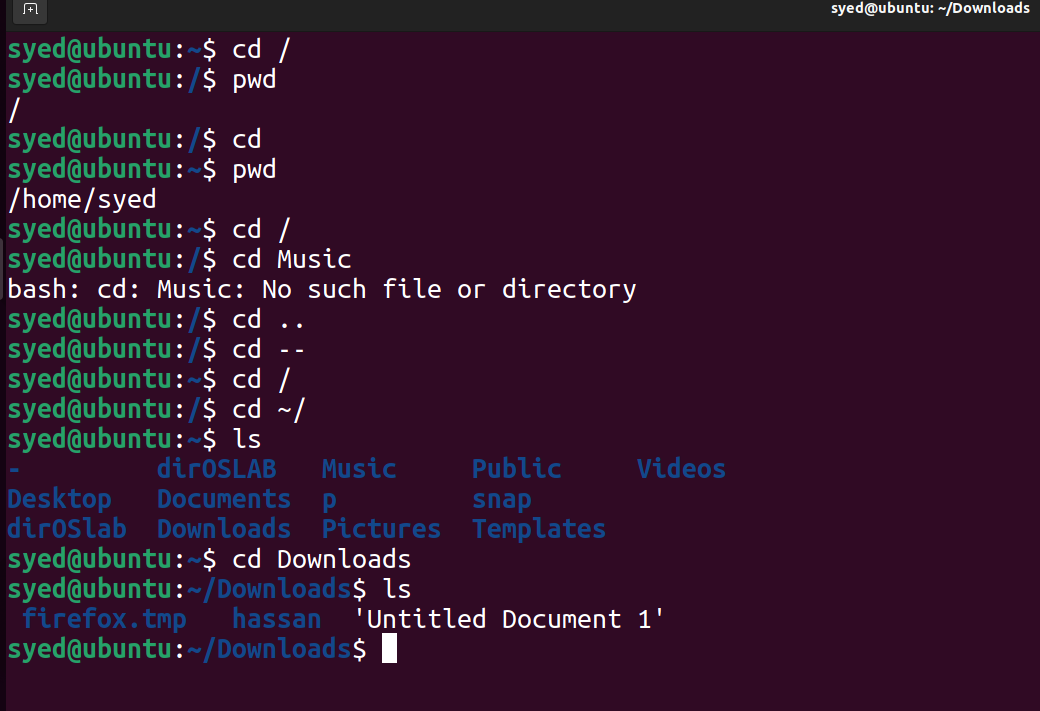 syed@ubuntu: ~/Downloads
syed@ubuntu:~$ cd /
syed@ubuntu:/$ pwd
/
syed@ubuntu:/$ cd
syed@ubuntu:~$ pwd
/home/syed
syed@ubuntu:~$ cd /
syed@ubuntu:/$ cd Music
bash: cd: Music: No such file or directory
syed@ubuntu:/$ cd ..
syed@ubuntu:/$ cd --
syed@ubuntu:~$ cd /
syed@ubuntu:/$ cd ~/
syed@ubuntu:~$ ls
-         dirOSLAB   Music     Public     Videos
Desktop   Documents  p         snap
dirOSlab  Downloads  Pictures  Templates
syed@ubuntu:~$ cd Downloads
syed@ubuntu:~/Downloads$ ls
 firefox.tmp   hassan  'Untitled Document 1'
syed@ubuntu:~/Downloads$